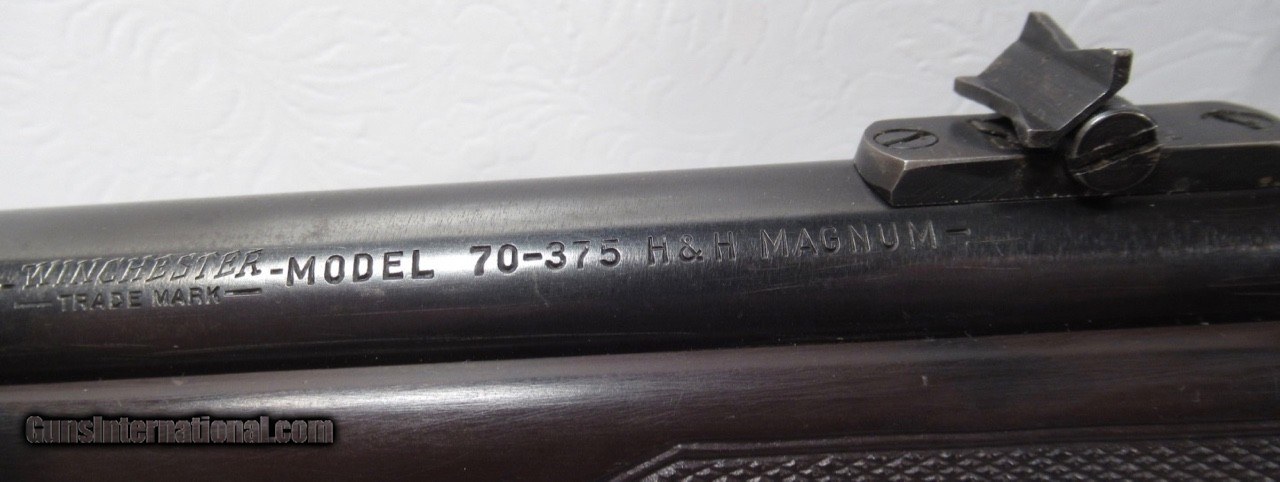 -WINCHESTER-MODEL 70-375 H&H MAGNUM-
-TRADE MARK-
GunsInternational.com